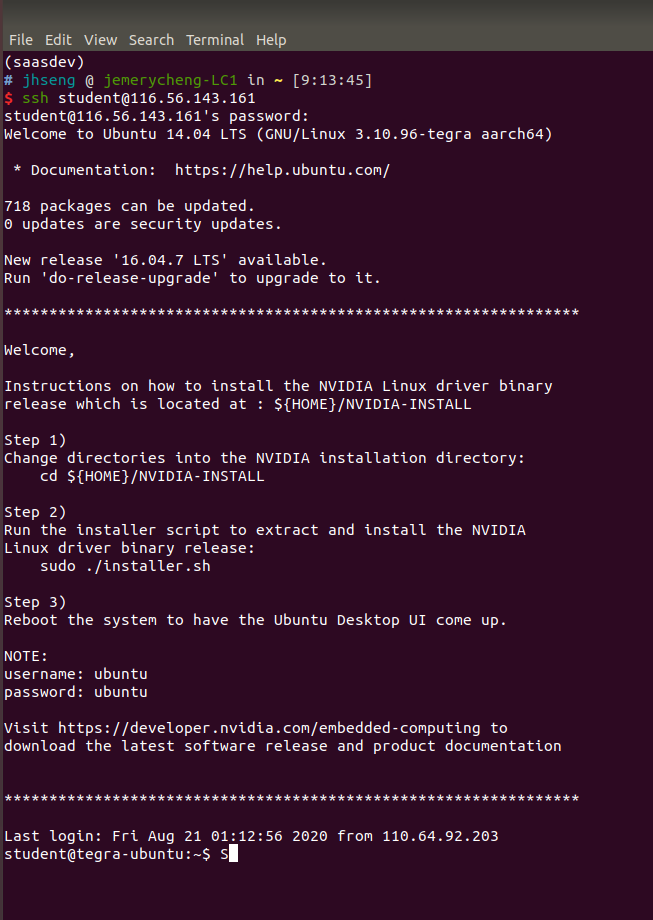 File Edit View Search Terminal Help
(saasdev)
# jhseng @ jemerycheng-LC1 in ~ [9:13:45]
$ ssh student@116.56.143.161
student@116.56.143.161's password:
Welcome to Ubuntu 14.04 LTS (GNU/Linux 3.10.96-tegra aarch64)
* Documentation:  https://help.ubuntu.com/
718 packages can be updated.
0 updates are security updates.
New release '16.04.7 LTS' available.
Run 'do-release-upgrade' to upgrade to it.
****************************************************************
Welcome,
Instructions on how to install the NVIDIA Linux driver binary
release which is located at : ${HOME}/NVIDIA-INSTALL
Step 1)
Change directories into the NVIDIA installation directory:
cd ${HOME}/NVIDIA-INSTALL
Step 2)
Run the installer script to extract and install the NVIDIA
Linux driver binary release:
sudo ./installer.sh
Step 3)
Reboot the system to have the Ubuntu Desktop UI come up.
NOTE:
username: ubuntu
password: ubuntu
Visit https://developer.nvidia.com/embedded-computing to
download the latest software release and product documentation
****************************************************************
Last login: Fri Aug 21 01:12:56 2020 from 110.64.92.203
student@tegra-ubuntu:~$ S